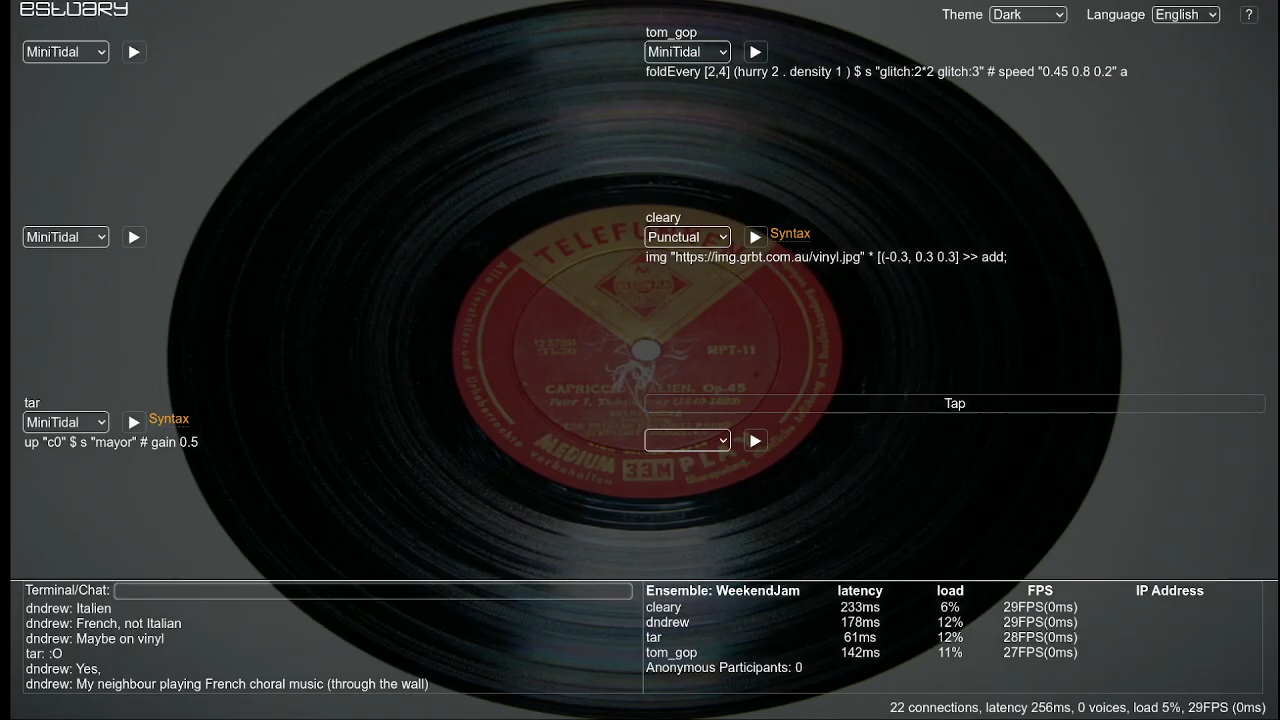 estuary
Theme Dark Language English ?
MiniTidal
tom_gop
MiniTidal
foldEvery [2,4] (hurry 2 . density 1 ) $ s "glitch:2*2 glitch:3" # speed "0.45 0.8 0.2" a
MiniTidal
cleary
Punctual Syntax
img "https://img.grbt.com.au/vinyl.jpg" * [(-0.3, 0.3 0.3] >> add;
tar
MiniTidal Syntax
up "c0" $ s "mayor" # gain 0.5
Tap
TELEFUNKEN
MPT-11
CAPRICCIO ITALIEN, Op.45
MEDIUM 33M PLAY
Terminal/Chat:
dndrew: Italien
dndrew: French, not Italian
dndrew: Maybe on vinyl
tar: :O
dndrew: Yes,
dndrew: My neighbour playing French choral music (through the wall)
Ensemble: WeekendJam latency load FPS IP Address
cleary 233ms 6% 29FPS(0ms)
dndrew 178ms 12% 29FPS(0ms)
tar 61ms 12% 28FPS(0ms)
tom_gop 142ms 11% 27FPS(0ms)
Anonymous Participants: 0
22 connections, latency 256ms, 0 voices, load 5%, 29FPS (0ms)